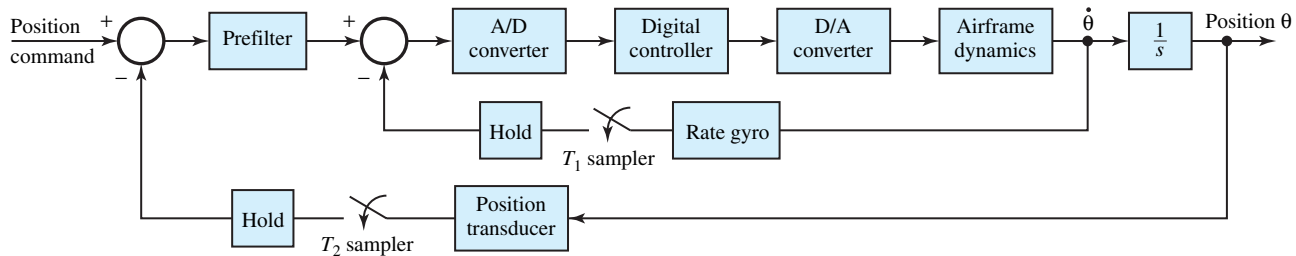 Position
command
+
−
Prefilter
+
−
A/D
converter
Digital
controller
D/A
converter
Airframe
dynamics
θ̇
1
s
Position θ
Hold
T₁ sampler
Rate gyro
Hold
T₂ sampler
Position
transducer